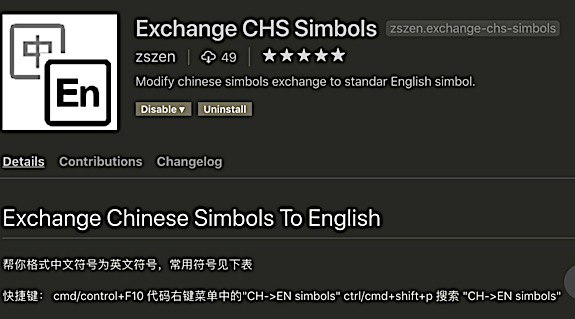 中
En
Exchange CHS Simbols zszen.exchange-chs-simbols
zszen 49 ★★★★★
Modify chinese simbols exchange to standar English simbol.
Disable ▾ Uninstall
Details Contributions Changelog
Exchange Chinese Simbols To English
帮你格式中文符号为英文符号，常用符号见下表
快捷键： cmd/control+F10 代码右键菜单中的"CH->EN simbols" ctrl/cmd+shift+p 搜索 "CH->EN simbols"